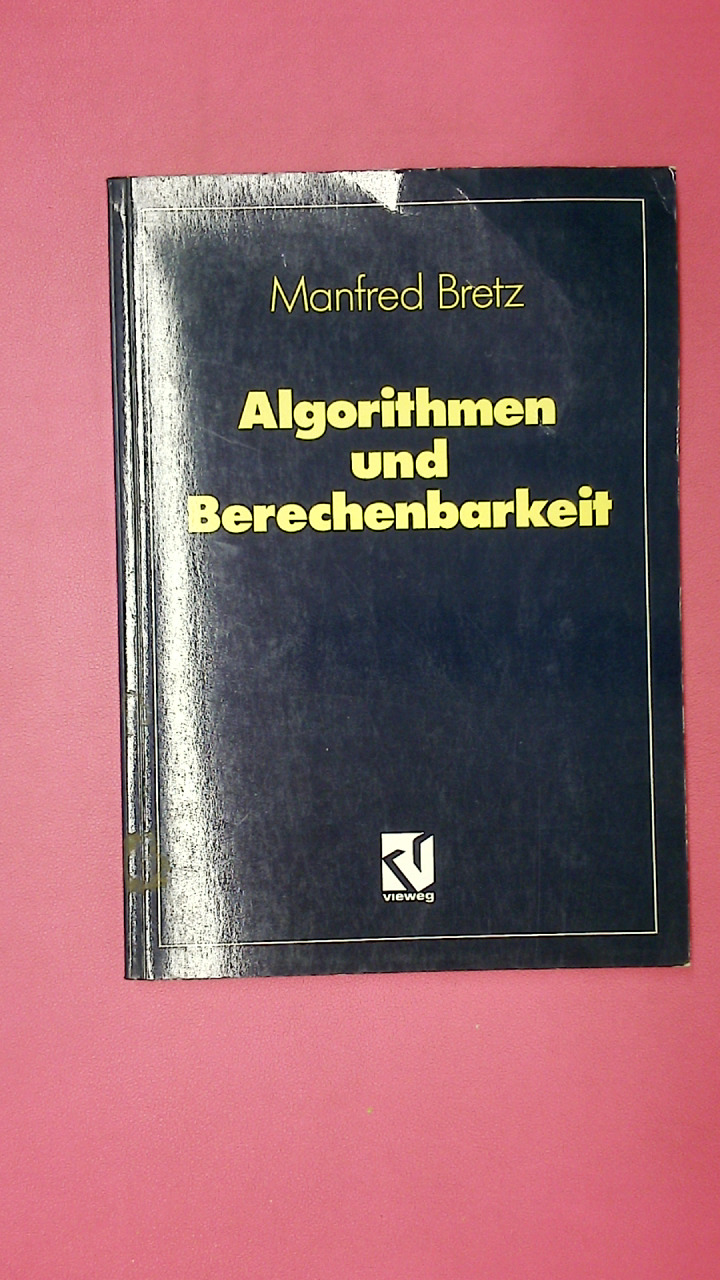 Manfred Bretz
Algorithmen
und
Berechenbarkeit
vieweg